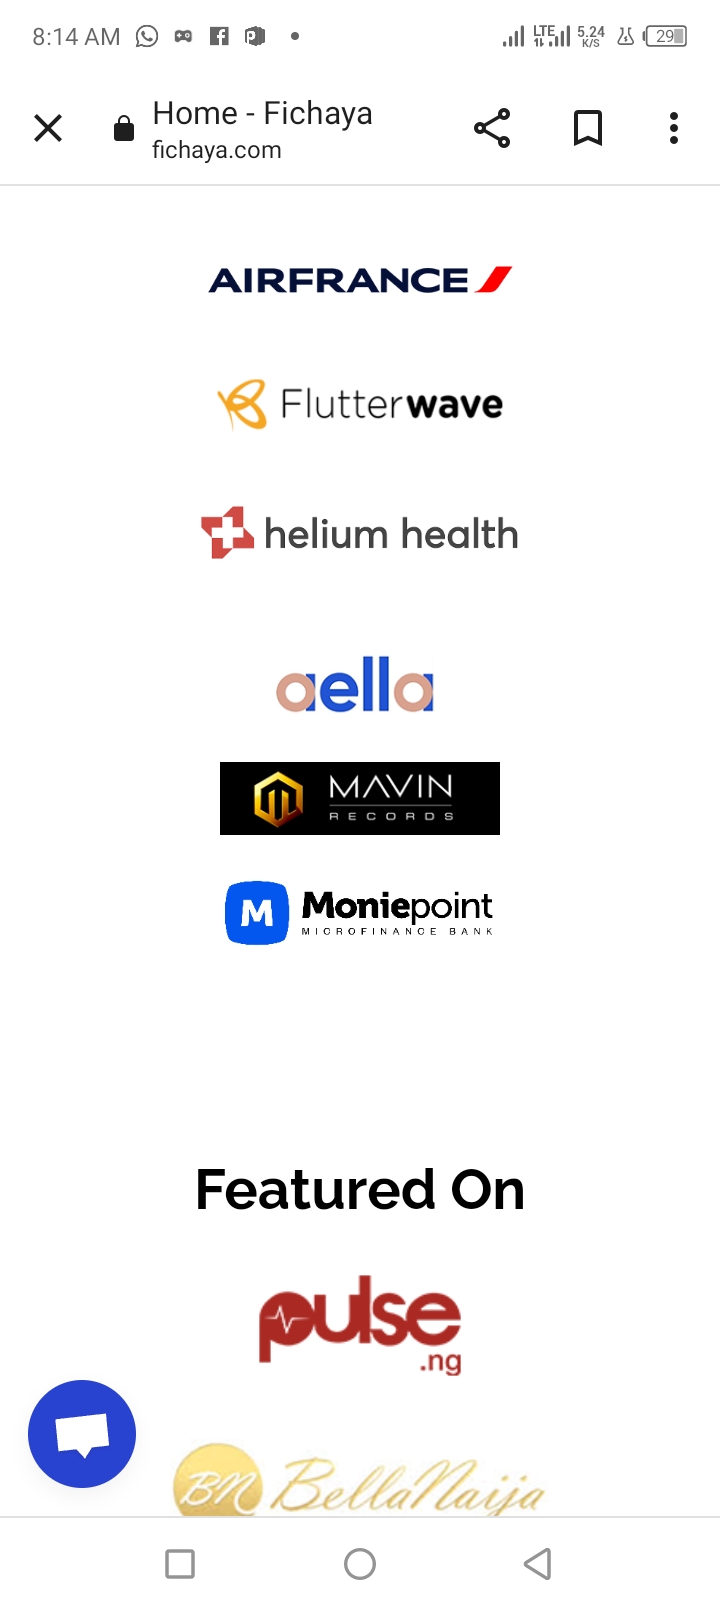 8:14 AM
LTE
5.24
K/S
29
Home - Fichaya
fichaya.com
AIRFRANCE
Flutterwave
helium health
aella
MAVIN
RECORDS
M
Moniepoint
MICROFINANCE BANK
Featured On
pulse
.ng
BN BellaNaija